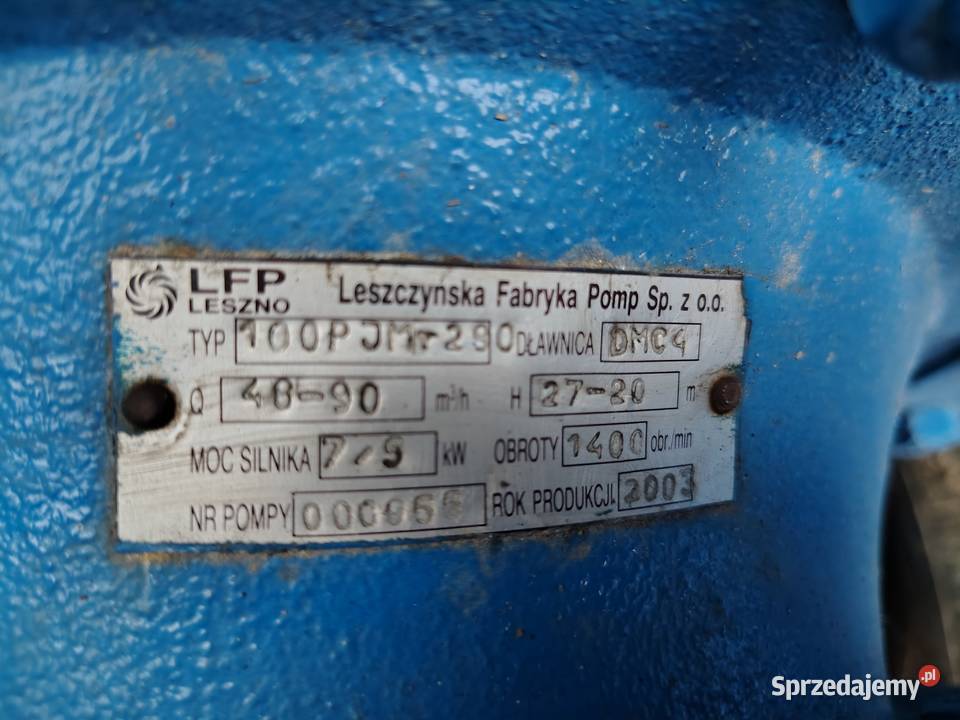 LFP
LESZNO
Leszczynska Fabryka Pomp Sp. z o.o.
TYP 100PJM-290 DŁAWNICA DMC4
Q 48-90 m³/h H 27-20 m
MOC SILNIKA 7,5 kW OBROTY 1400 obr./min
NR POMPY ROK PRODUKCJI 2003
Sprzedajemy.pl